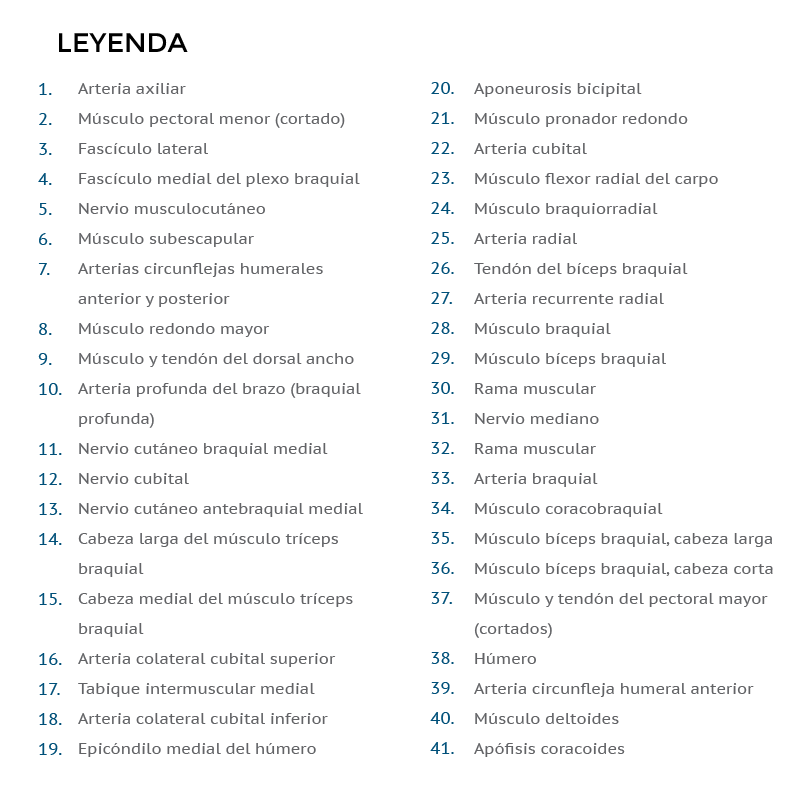 LEYENDA
1. Arteria axiliar
2. Músculo pectoral menor (cortado)
3. Fascículo lateral
4. Fascículo medial del plexo braquial
5. Nervio musculocutáneo
6. Músculo subescapular
7. Arterias circunflejas humerales
anterior y posterior
8. Músculo redondo mayor
9. Músculo y tendón del dorsal ancho
10. Arteria profunda del brazo (braquial
profunda)
11. Nervio cutáneo braquial medial
12. Nervio cubital
13. Nervio cutáneo antebraquial medial
14. Cabeza larga del músculo tríceps
braquial
15. Cabeza medial del músculo tríceps
braquial
16. Arteria colateral cubital superior
17. Tabique intermuscular medial
18. Arteria colateral cubital inferior
19. Epicóndilo medial del húmero
20. Aponeurosis bicipital
21. Músculo pronador redondo
22. Arteria cubital
23. Músculo flexor radial del carpo
24. Músculo braquiorradial
25. Arteria radial
26. Tendón del bíceps braquial
27. Arteria recurrente radial
28. Músculo braquial
29. Músculo bíceps braquial
30. Rama muscular
31. Nervio mediano
32. Rama muscular
33. Arteria braquial
34. Músculo coracobraquial
35. Músculo bíceps braquial, cabeza larga
36. Músculo bíceps braquial, cabeza corta
37. Músculo y tendón del pectoral mayor
(cortados)
38. Húmero
39. Arteria circunfleja humeral anterior
40. Músculo deltoides
41. Apófisis coracoides